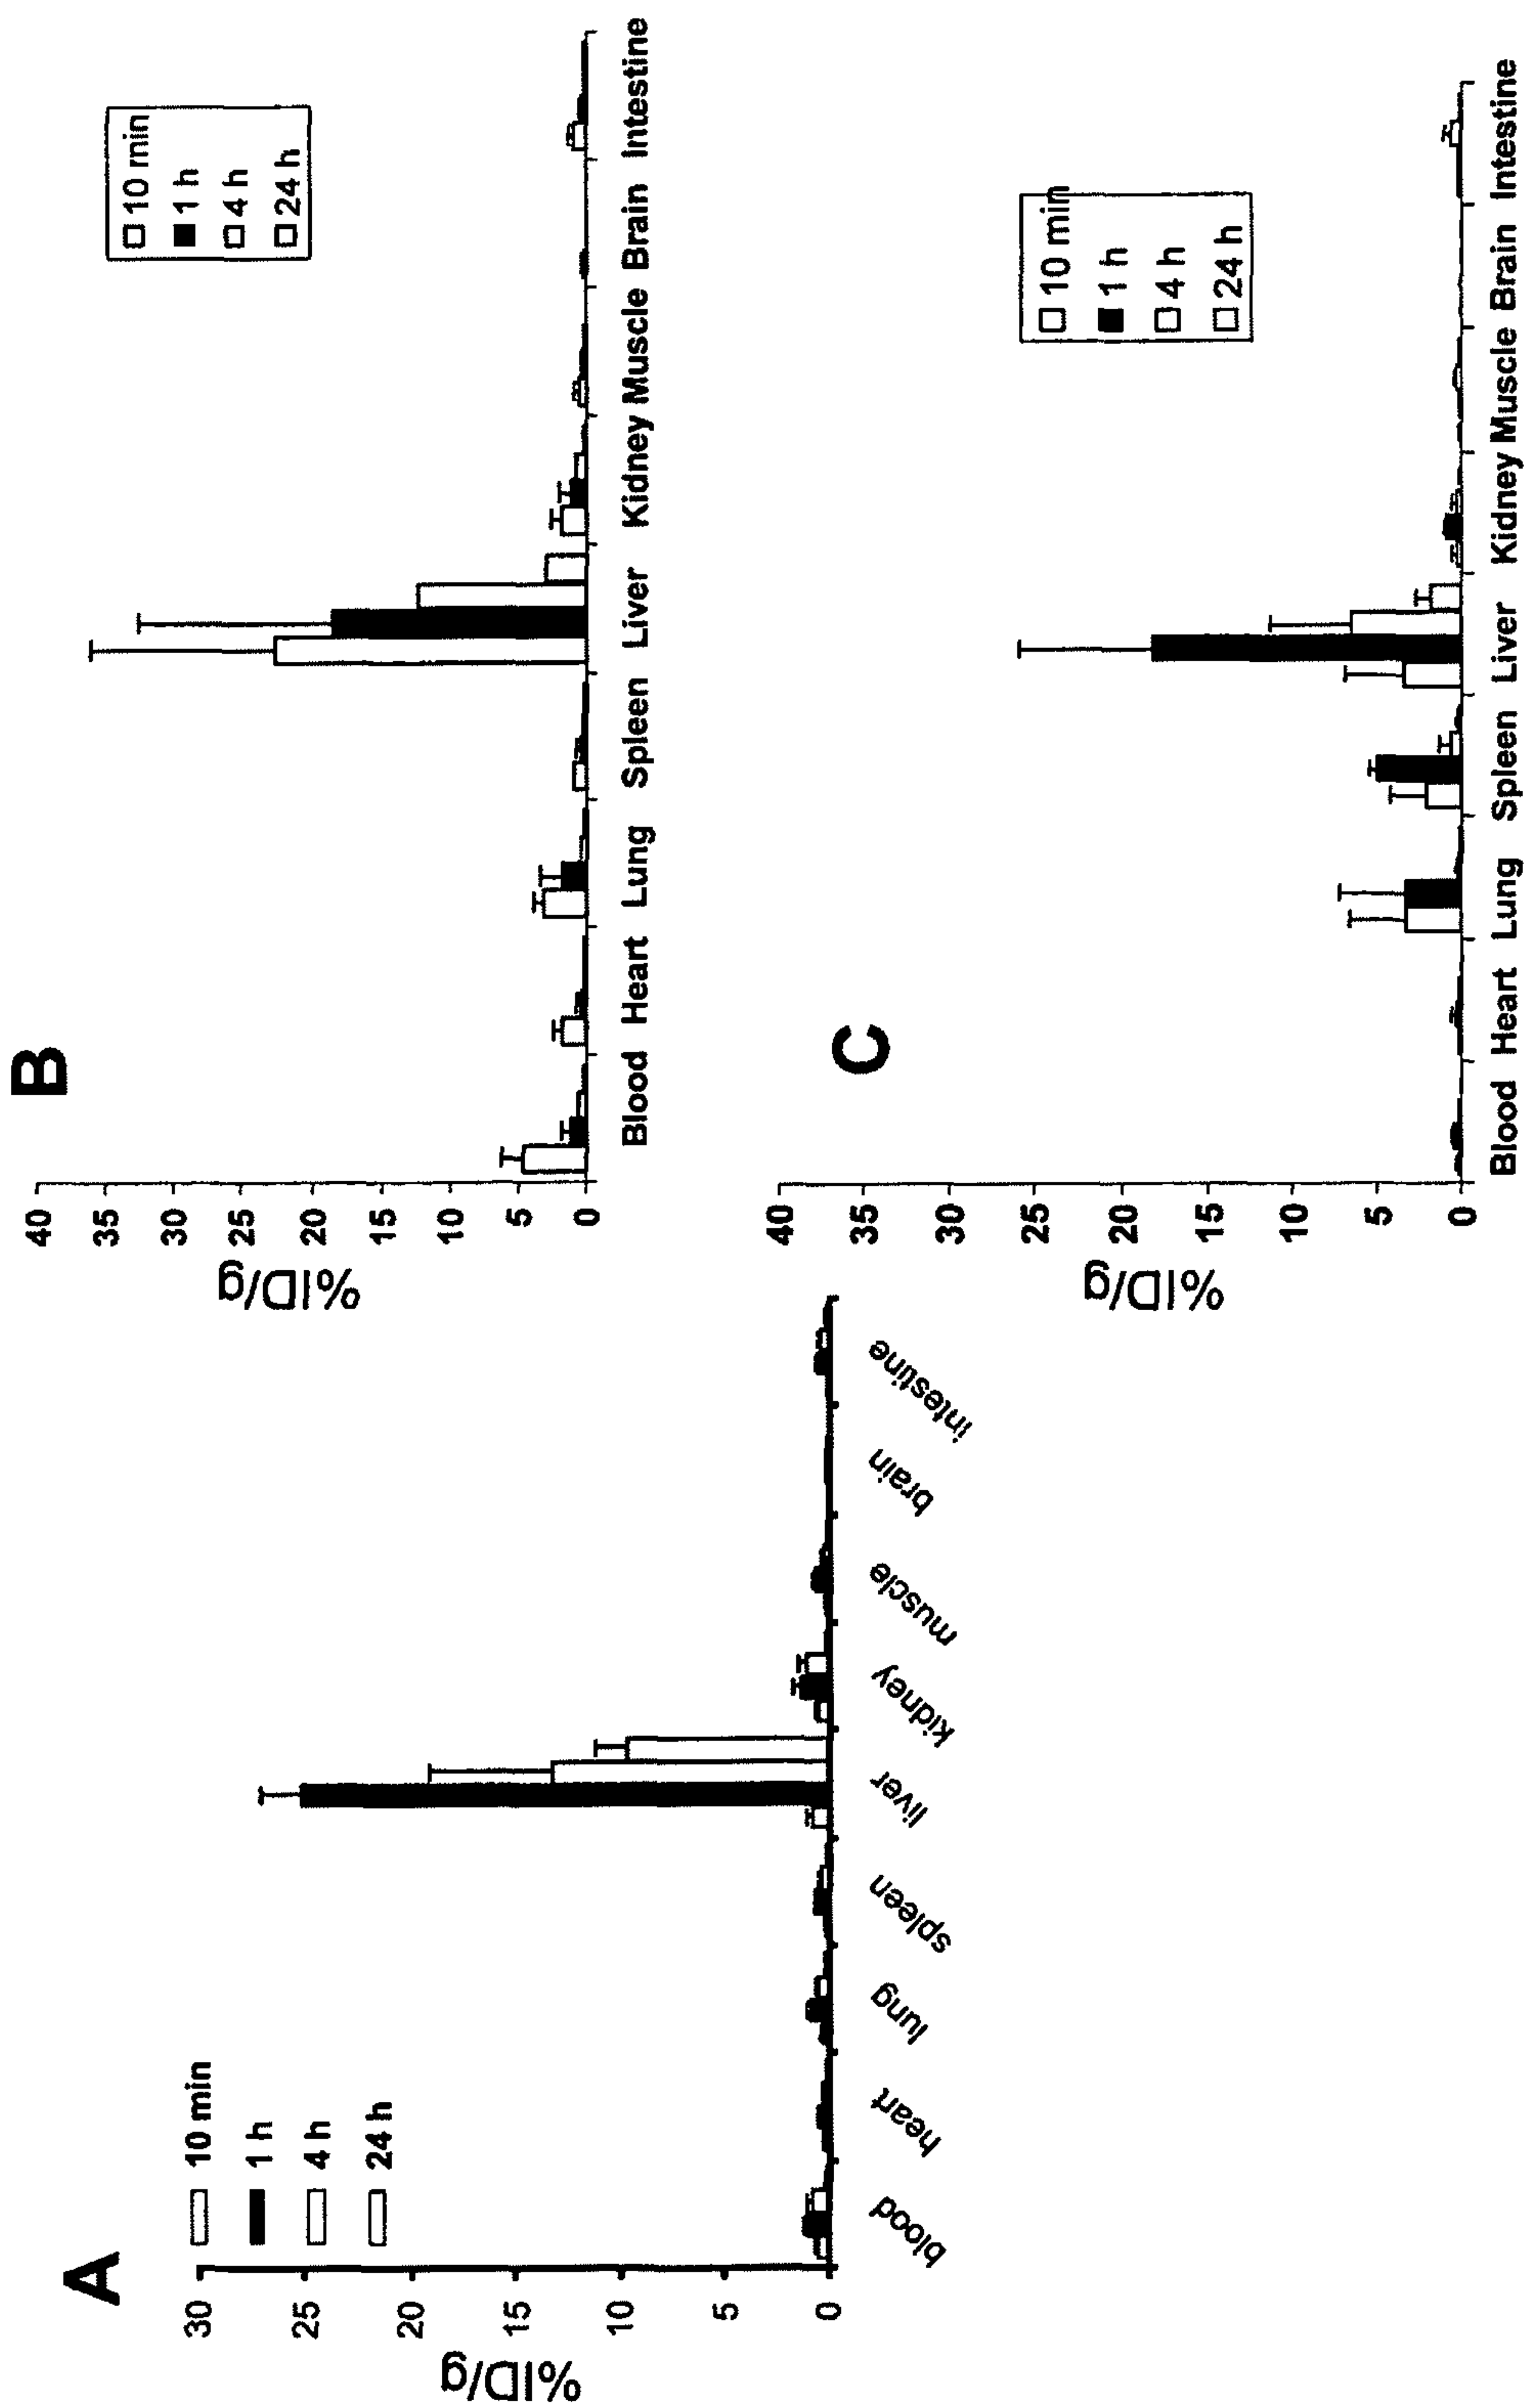 A
%ID/g
30
25
20
15
10
5
0
10 min
1 h
4 h
24 h
blood
heart
lung
spleen
liver
kidney
muscle
brain
intestine
B
%ID/g
40
35
30
25
20
15
10
5
0
10 min
1 h
4 h
24 h
Blood Heart Lung Spleen Liver Kidney Muscle Brain Intestine
C
%ID/g
40
35
30
25
20
15
10
5
0
10 min
1 h
4 h
24 h
Blood Heart Lung Spleen Liver Kidney Muscle Brain Intestine